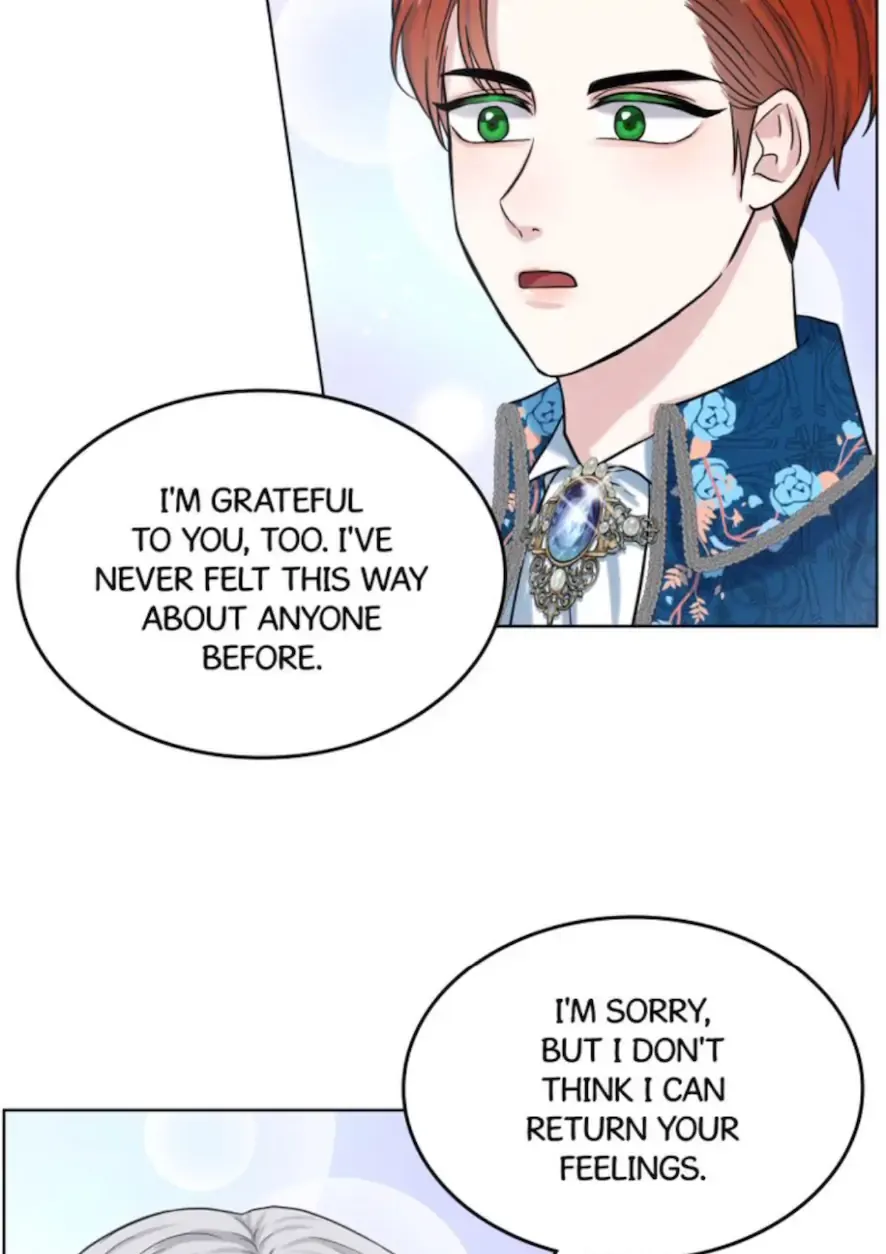 I'M GRATEFUL
TO YOU, TOO. I'VE
NEVER FELT THIS WAY
ABOUT ANYONE
BEFORE.
I'M SORRY,
BUT I DON'T
THINK I CAN
RETURN YOUR
FEELINGS.